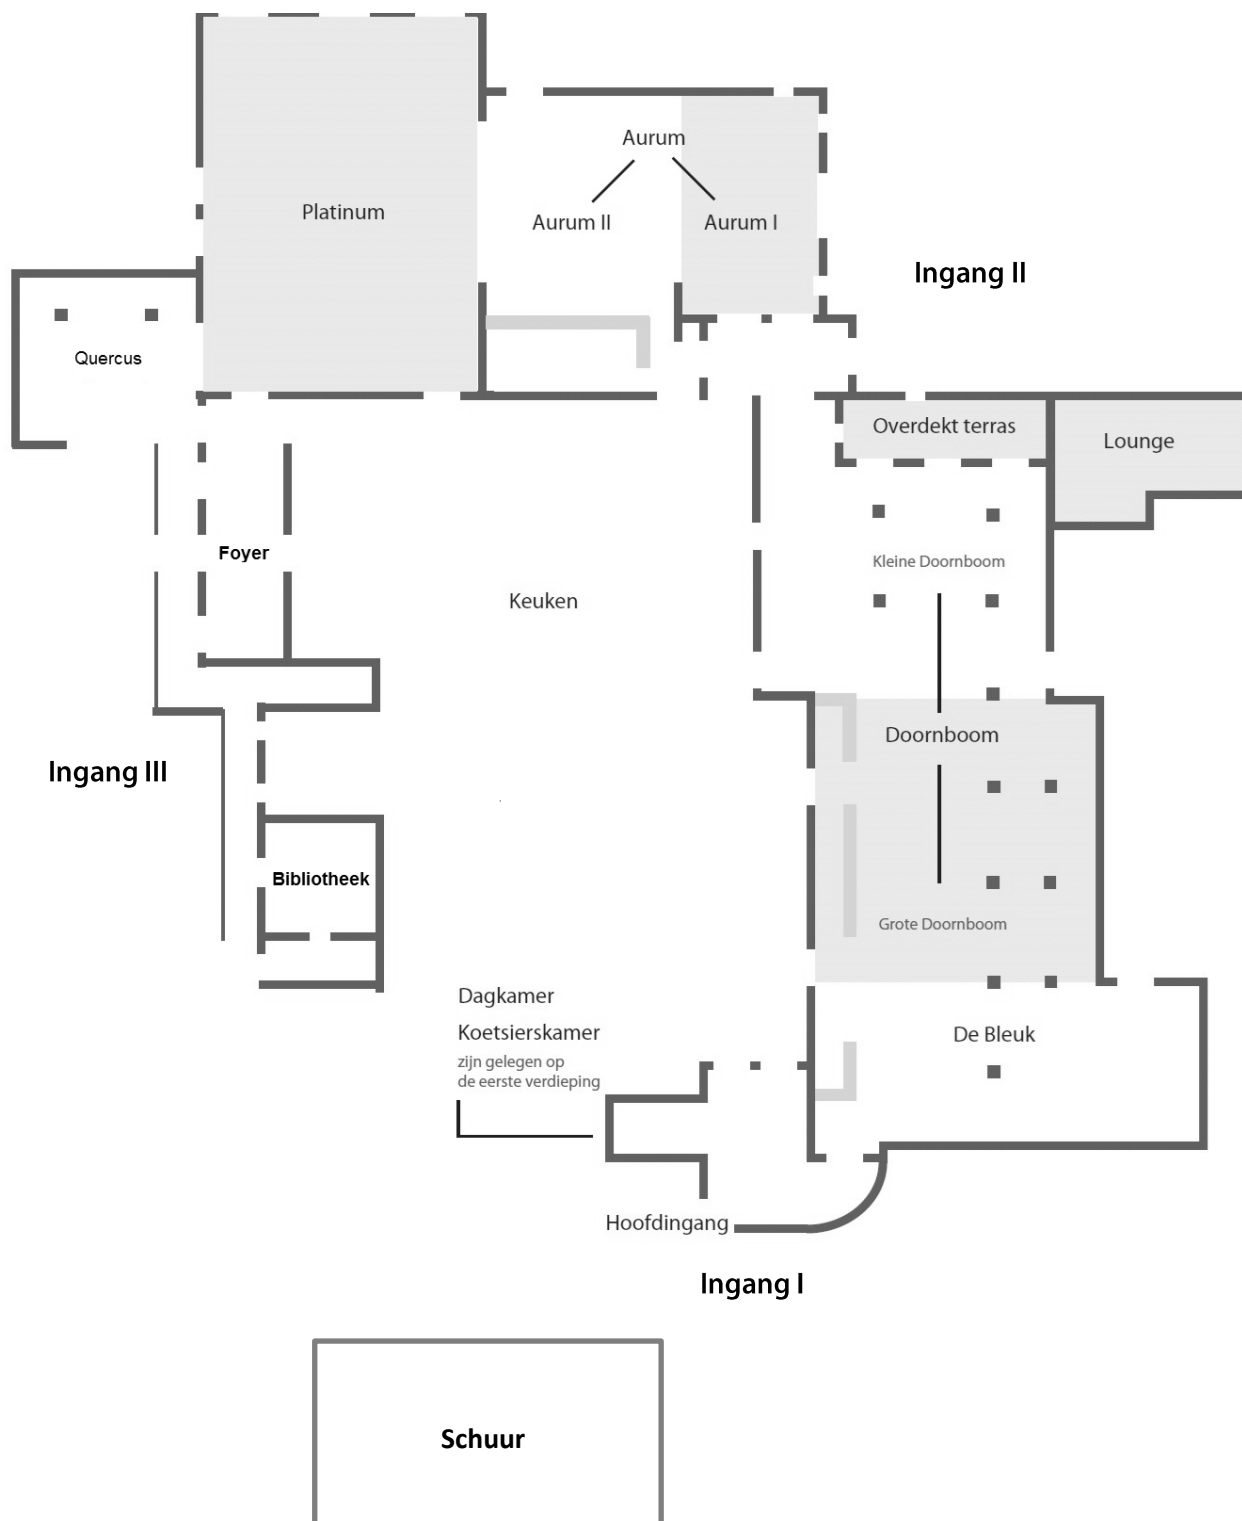 Aurum
Platinum
Aurum II
Aurum I
Ingang II
Quercus
Overdekt terras
Lounge
Foyer
Kleine Doornboom
Keuken
Doornboom
Ingang III
Bibliotheek
Grote Doornboom
Dagkamer
Koetsierskamer
zijn gelegen op
de eerste verdieping
De Bleuk
Hoofdingang
Ingang I
Schuur